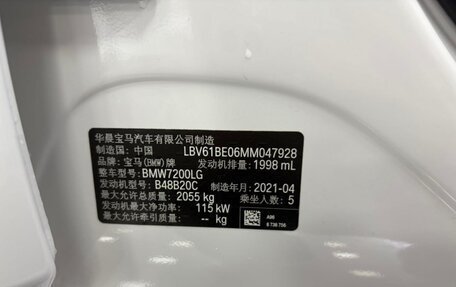 华晨宝马汽车有限公司制造
制造国: 中国 LBV61BE06MM047928
品牌: 宝马(BMW)牌 发动机排量: 1998 mL
整车型号: BMW7200LG
发动机型号: B48B20C 制造年月: 2021-04
最大允许总质量: 2055 kg 乘坐人数: 5
发动机最大净功率: 115 kW
最大允许牵引质量: -- kg
A96
8 738 756